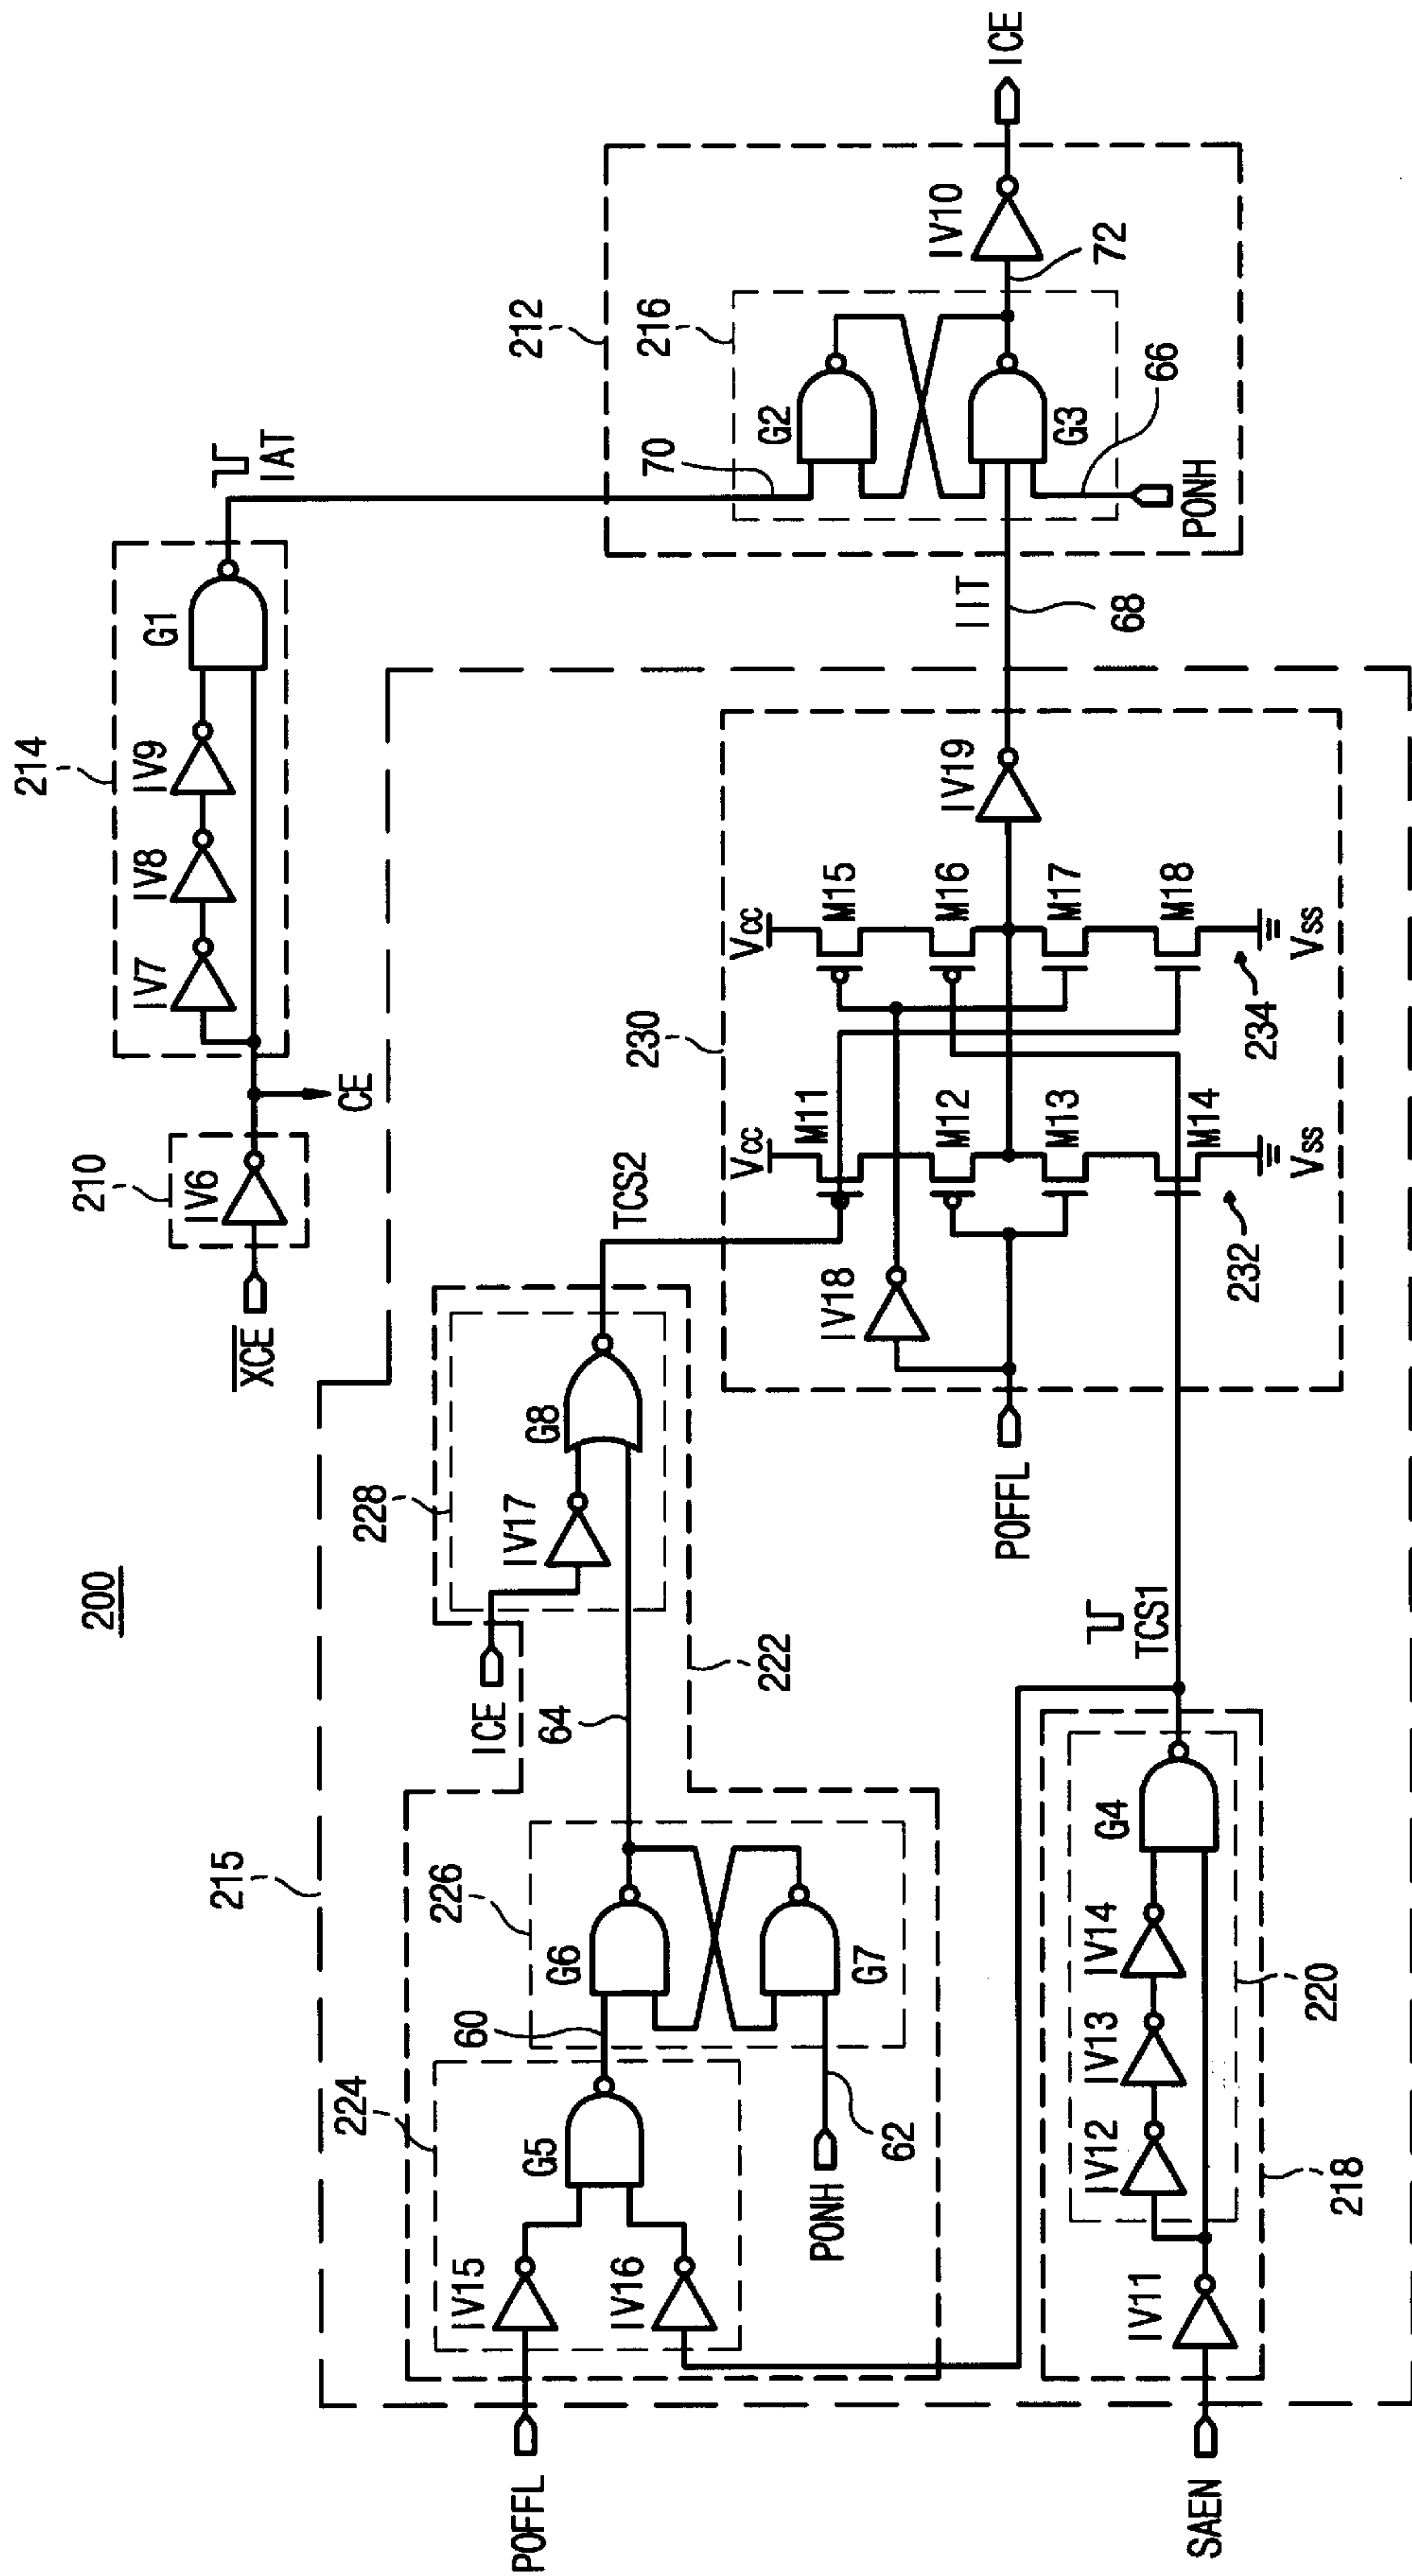 200
XCE
210
IV6
CE
214
IV7
IV8
IV9
G1
IAT
70
212
216
G2
G3
66
PONH
IV10
72
ICE
215
POFFL
224
IV15
IV16
G5
60
226
G6
G7
PONH
62
64
222
ICE
228
IV17
G8
TCS2
230
POFFL
IV18
Vcc
M11
M12
M13
M14
Vss
232
Vcc
M15
M16
M17
M18
Vss
234
IV19
IIT
68
SAEN
IV11
218
IV12
IV13
IV14
G4
220
TCS1